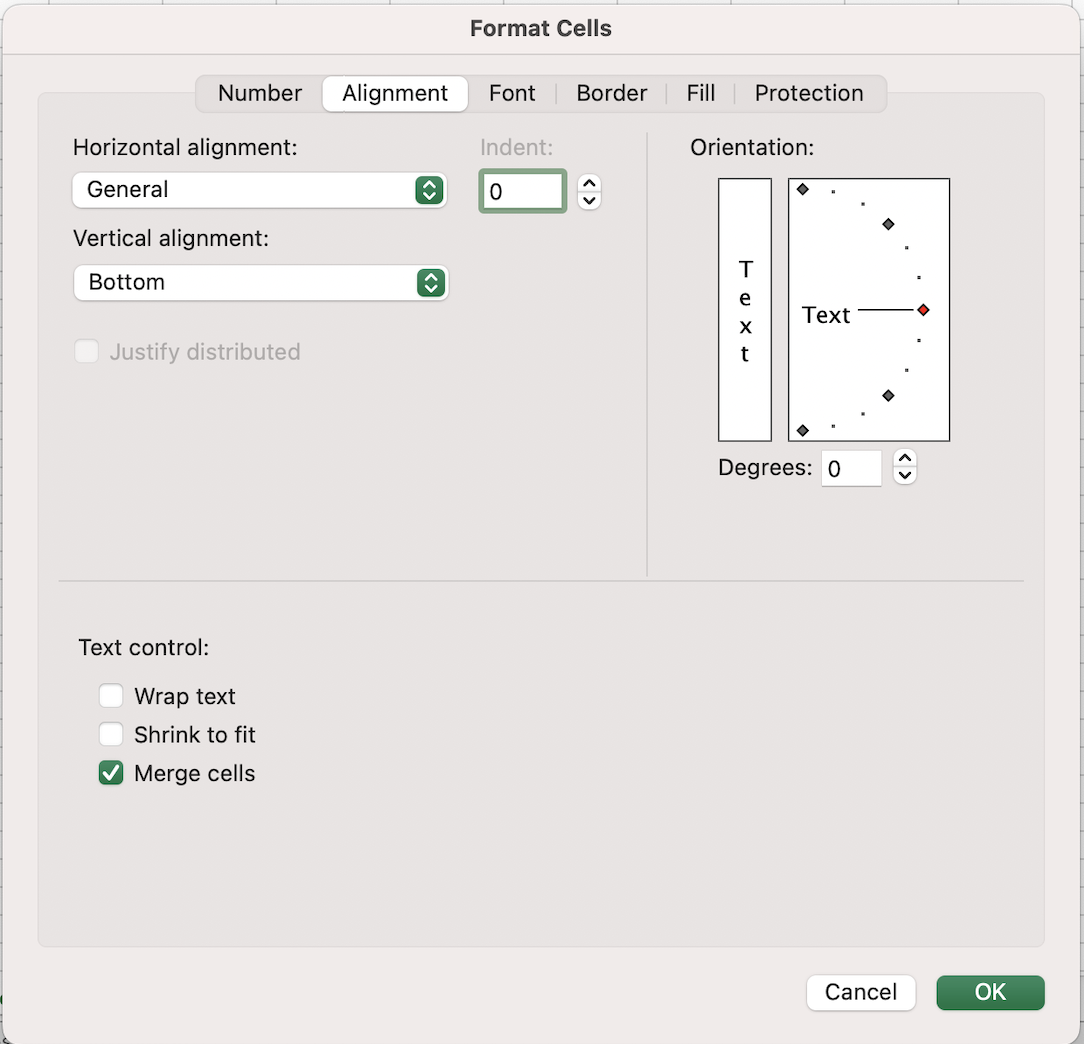 Format Cells
Number Alignment Font Border Fill Protection
Horizontal alignment: Indent: Orientation:
General 0
Vertical alignment:
Bottom
Justify distributed
T
e
x
t
Text
Degrees: 0
Text control:
Wrap text
Shrink to fit
Merge cells
Cancel OK